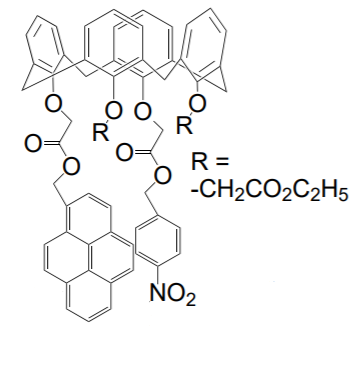 O O O O
R R
O O
O O
R =
-CH₂CO₂C₂H₅
NO₂